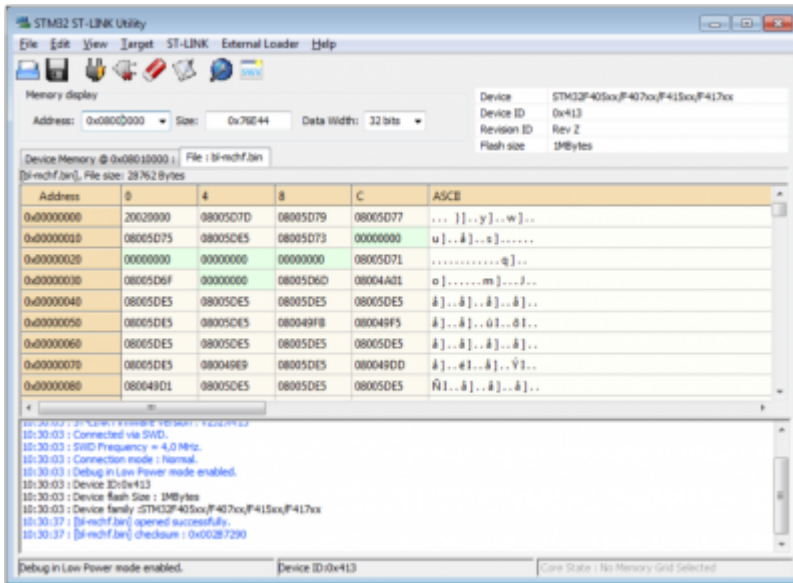 STM32 ST-LINK Utility
File Edit View Target ST-LINK External Loader Help
Memory display
Address: 0x08000000 Size: Data Width: 32 bits
Device STM32F405xx/F407xx/F415xx/F417xx
Device ID 0x413
Revision ID Rev Z
Flash size 1MBytes
Device Memory @ 0x08010000 : File : bl-mchf.bin
[bl-mchf.bin], File size: 28762 Bytes
Address 0 4 8 C ASCII
0x00000000 20020000 08005D7D 08005D79 08005D77 ... }]..y]..w]..
0x00000010 08005D75 08005DE5 08005D73 00000000 u]..å]..s]......
0x00000020 00000000 00000000 00000000 08005D71 ............q]..
0x00000030 08005D6F 00000000 08005D6D 08004A01 o]......m]...J..
0x00000040 08005DE5 08005DE5 08005DE5 08005DE5 å]..å]..å]..å]..
0x00000050 08005DE5 08005DE5 080049FB 080049F5 å]..å]..ûI..õI..
0x00000060 08005DE5 08005DE5 08005DE5 08005DE5 å]..å]..å]..å]..
0x00000070 08005DE5 080049E9 08005DE5 080049DD å]..éI..å]..ÝI..
0x00000080 080049D1 08005DE5 08005DE5 08005DE5 ÑI..å]..å]..å]..
10:30:03 : Connected via SWD.
10:30:03 : SWD Frequency = 4,0 MHz.
10:30:03 : Connection mode : Normal.
10:30:03 : Debug in Low Power mode enabled.
10:30:03 : Device ID:0x413
10:30:03 : Device flash Size : 1MBytes
10:30:03 : Device family :STM32F405xx/F407xx/F415xx/F417xx
10:30:37 : [bl-mchf.bin] opened successfully.
10:30:37 : [bl-mchf.bin] checksum : 0x002B7290
Debug in Low Power mode enabled. Device ID:0x413 Core State : No Memory Grid Selected